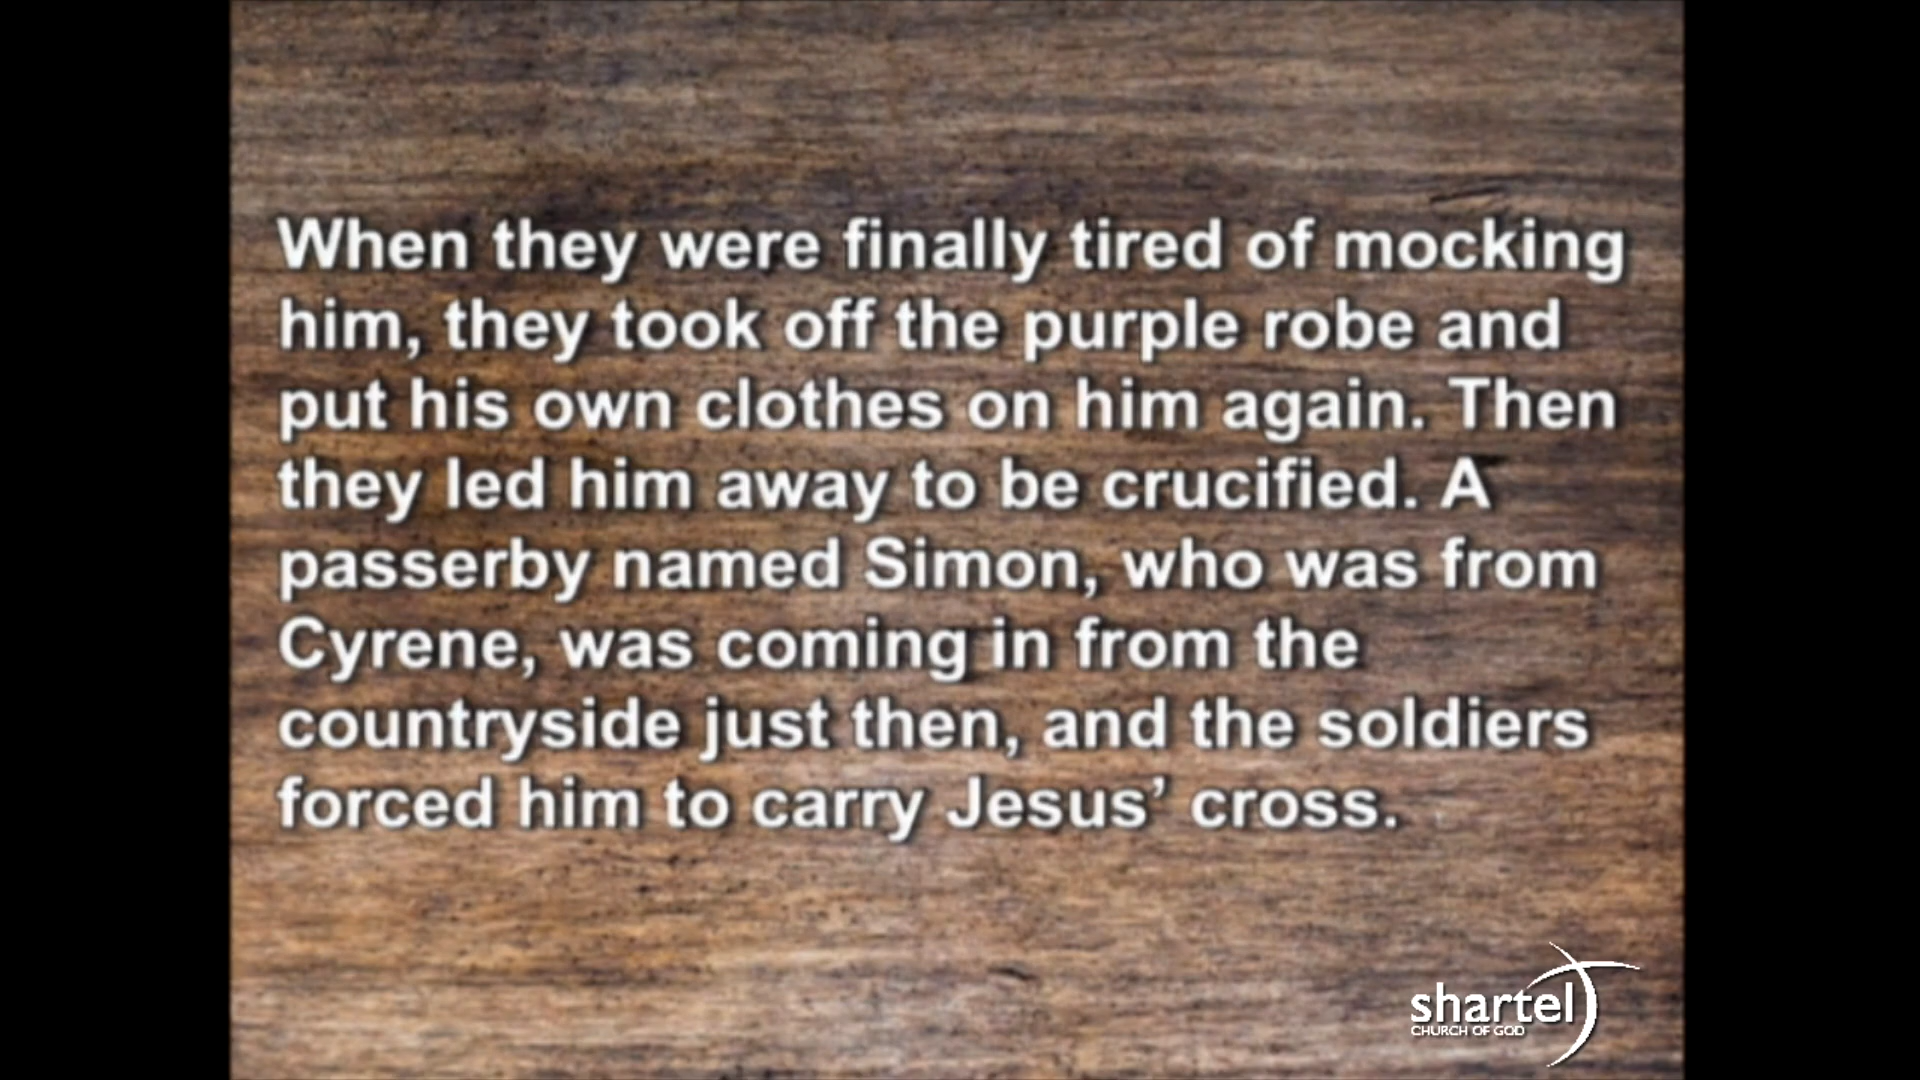 When they were finally tired of mocking
him, they took off the purple robe and
put his own clothes on him again. Then
they led him away to be crucified. A
passerby named Simon, who was from
Cyrene, was coming in from the
countryside just then, and the soldiers
forced him to carry Jesus’ cross.
shartel
CHURCH OF GOD